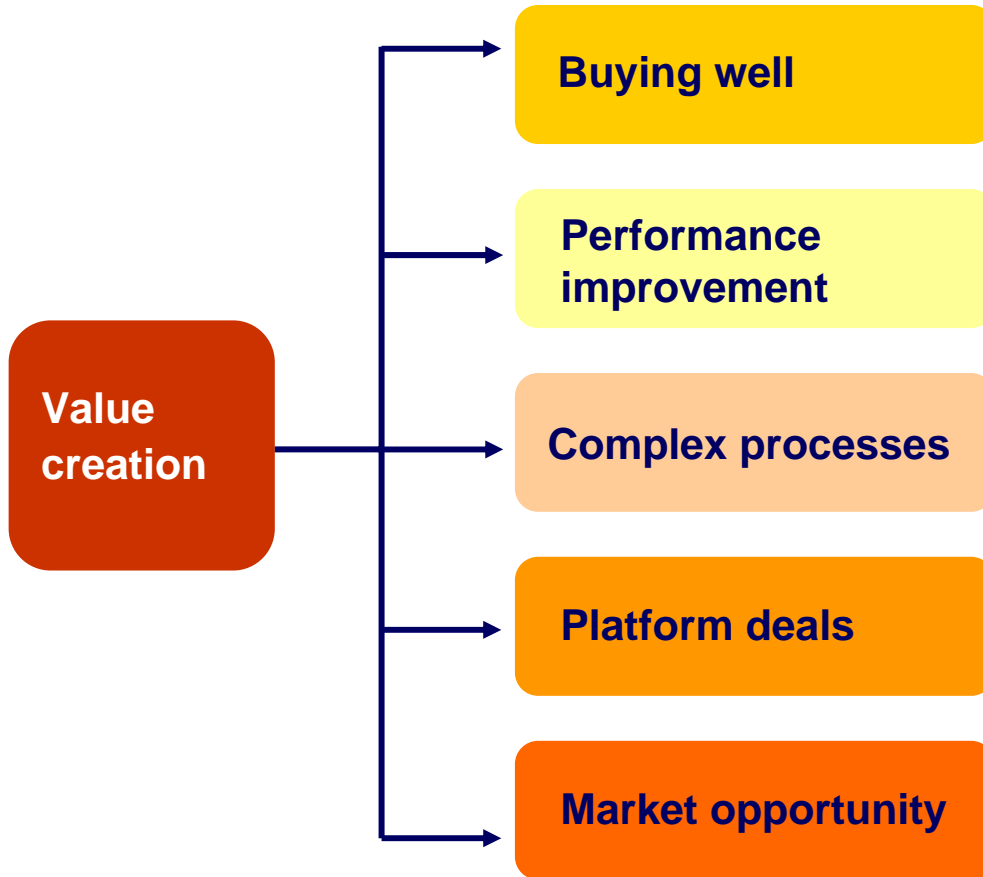 Buying well
Performance
improvement
Value
creation
Complex processes
Platform deals
Market opportunity